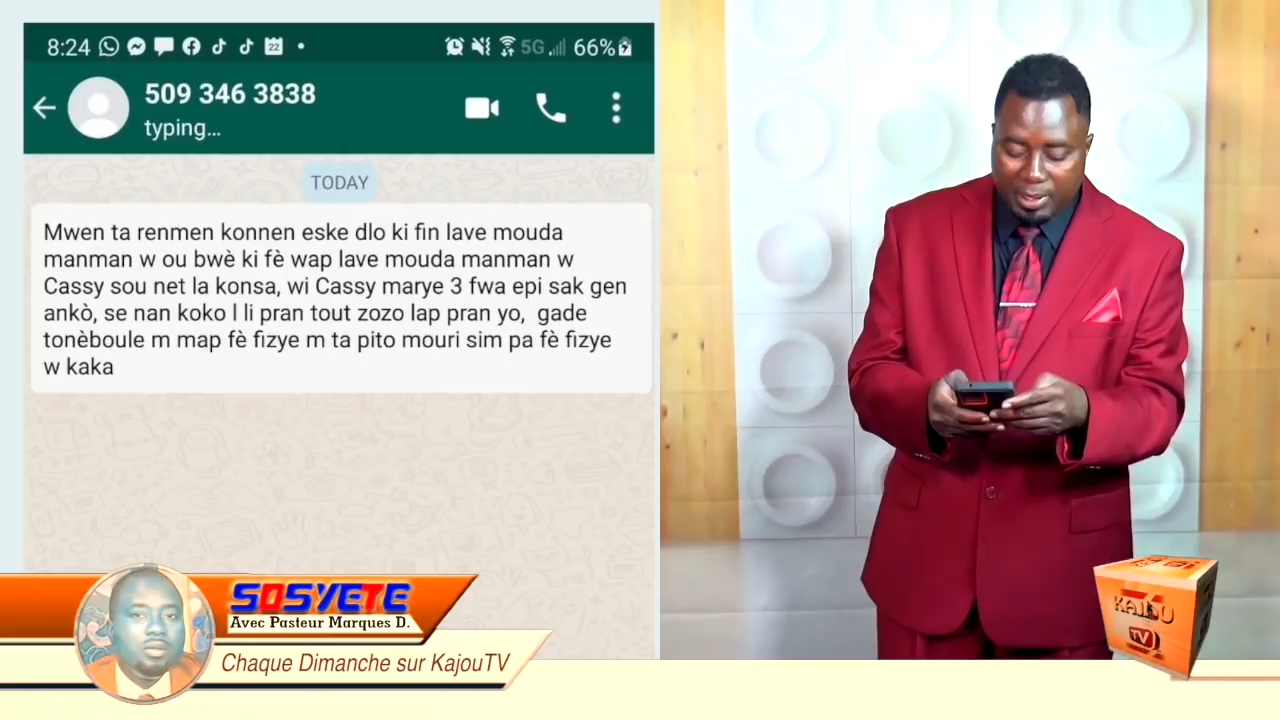 8:24
22
5G
66%
509 346 3838
typing...
TODAY
Mwen ta renmen konnen eske dlo ki fin lave mouda
manman w ou bwè ki fè wap lave mouda manman w
Cassy sou net la konsa, wi Cassy marye 3 fwa epi sak gen
ankò, se nan koko l li pran tout zozo lap pran yo,  gade
tonèboule m map fè fizye m ta pito mouri sim pa fè fizye
w kaka
SOSYETE
Avec Pasteur Marques D.
Chaque Dimanche sur KajouTV
KAJOU
TV